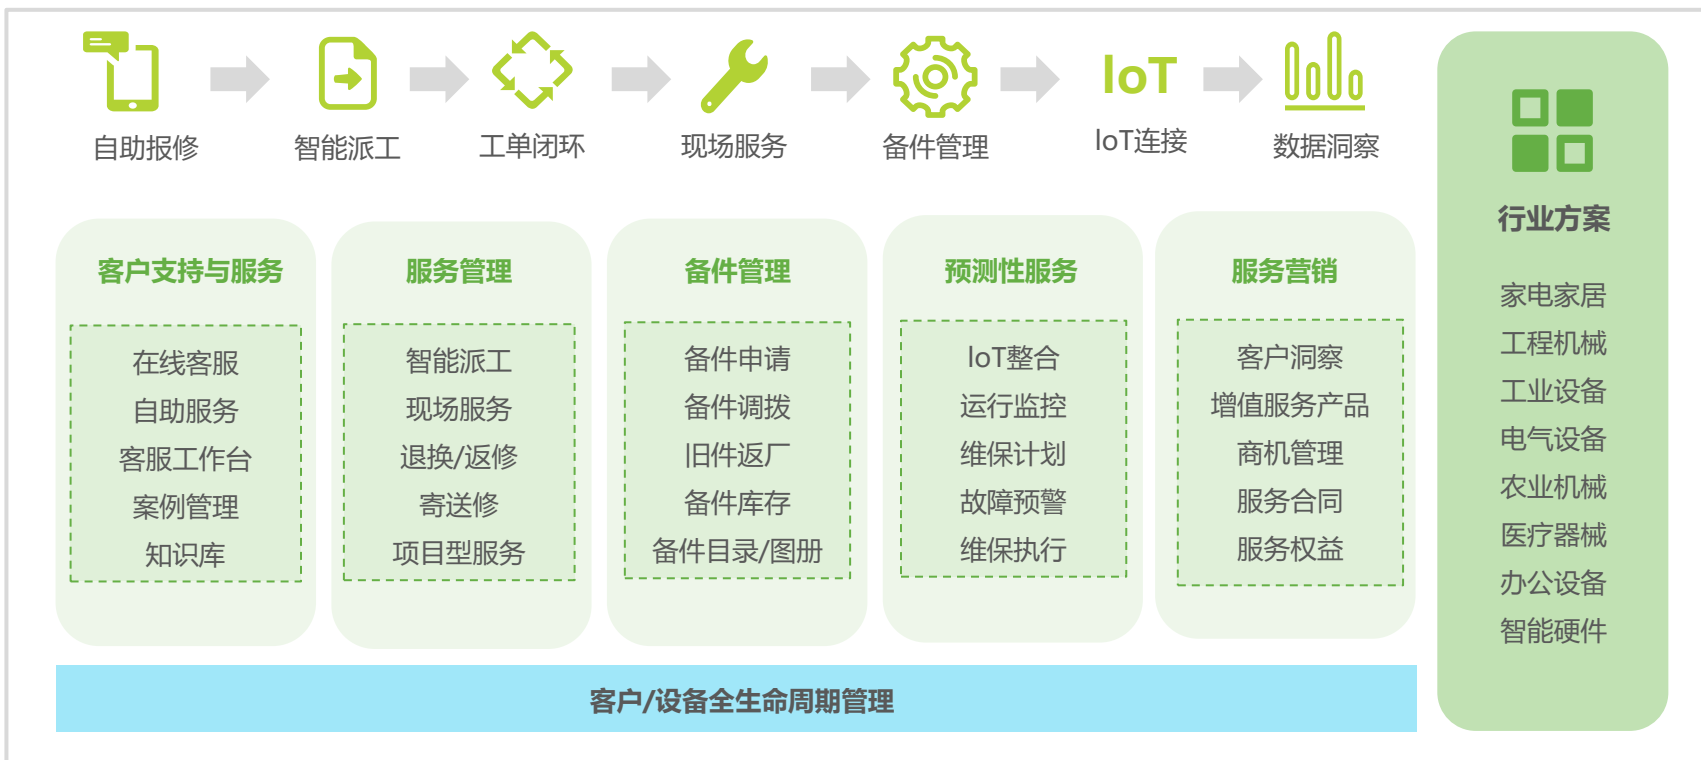 自助报修
智能派工
工单闭环
现场服务
备件管理
IoT
IoT连接
数据洞察
客户支持与服务
在线客服
自助服务
客服工作台
案例管理
知识库
服务管理
智能派工
现场服务
退换/返修
寄送修
项目型服务
备件管理
备件申请
备件调拨
旧件返厂
备件库存
备件目录/图册
预测性服务
IoT整合
运行监控
维保计划
故障预警
维保执行
服务营销
客户洞察
增值服务产品
商机管理
服务合同
服务权益
客户/设备全生命周期管理
行业方案
家电家居
工程机械
工业设备
电气设备
农业机械
医疗器械
办公设备
智能硬件